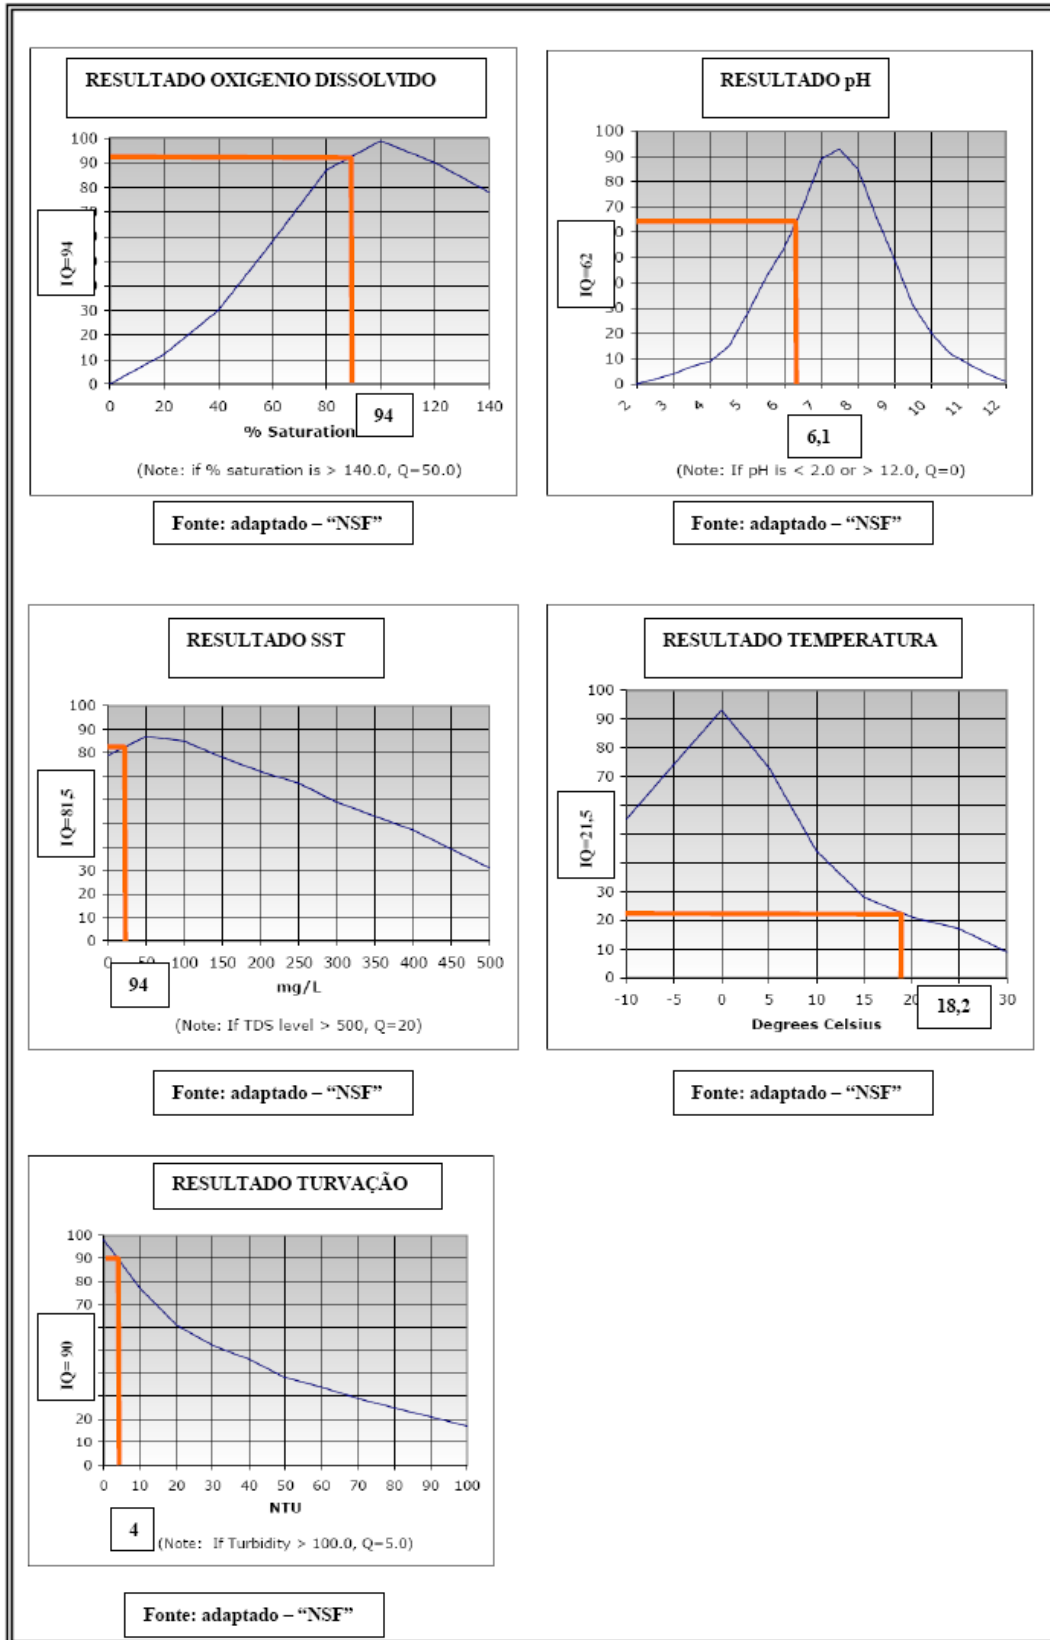 RESULTADO OXIGENIO DISSOLVIDO
100
90
80
30
20
10
0
IQ=94
0 20 40 60 80 120 140
94
% Saturation
(Note: if % saturation is > 140.0, Q=50.0)
Fonte: adaptado – “NSF”
RESULTADO pH
100
90
80
70
60
50
40
30
20
10
0
IQ=62
2 3 4 5 6 7 8 9 10 11 12
6,1
(Note: If pH is < 2.0 or > 12.0, Q=0)
Fonte: adaptado – “NSF”
RESULTADO SST
100
90
80
30
20
10
0
IQ=81,5
0 50 100 150 200 250 300 350 400 450 500
94
mg/L
(Note: If TDS level > 500, Q=20)
Fonte: adaptado – “NSF”
RESULTADO TEMPERATURA
100
90
80
70
30
20
10
0
IQ=21,5
-10 -5 0 5 10 15 20 30
18,2
Degrees Celsius
Fonte: adaptado – “NSF”
RESULTADO TURVAÇÃO
100
90
80
70
20
10
0
IQ= 90
0 10 20 30 40 50 60 70 80 90 100
NTU
4
(Note: If Turbidity > 100.0, Q=5.0)
Fonte: adaptado – “NSF”